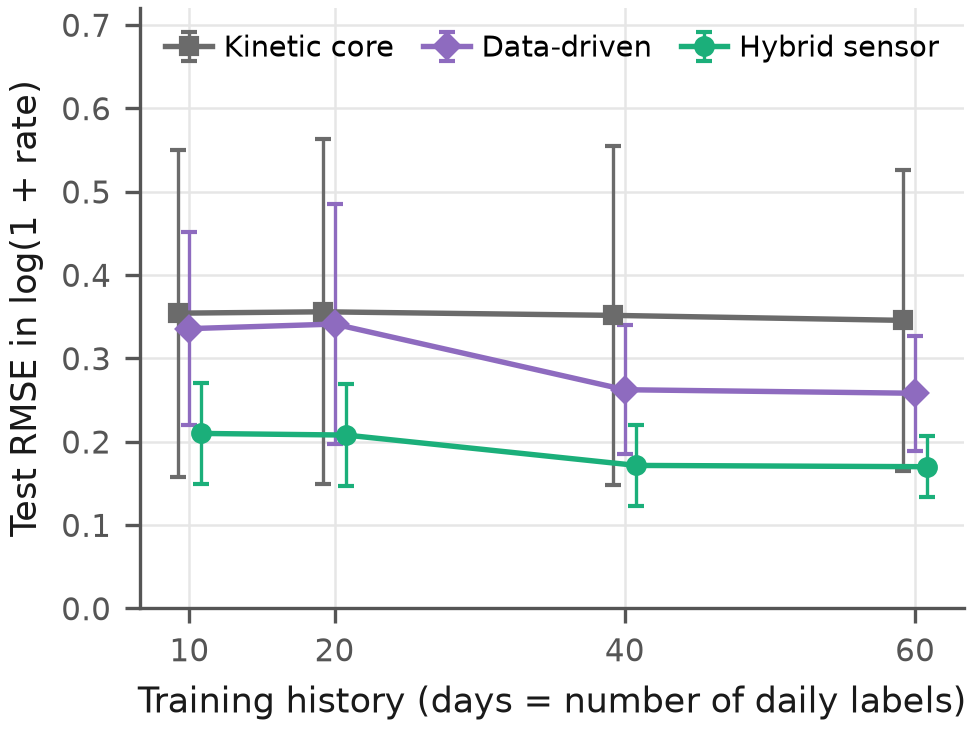 Kinetic core Data-driven Hybrid sensor
Test RMSE in log(1 + rate)
0.7
0.6
0.5
0.4
0.3
0.2
0.1
0.0
10 20 40 60
Training history (days = number of daily labels)